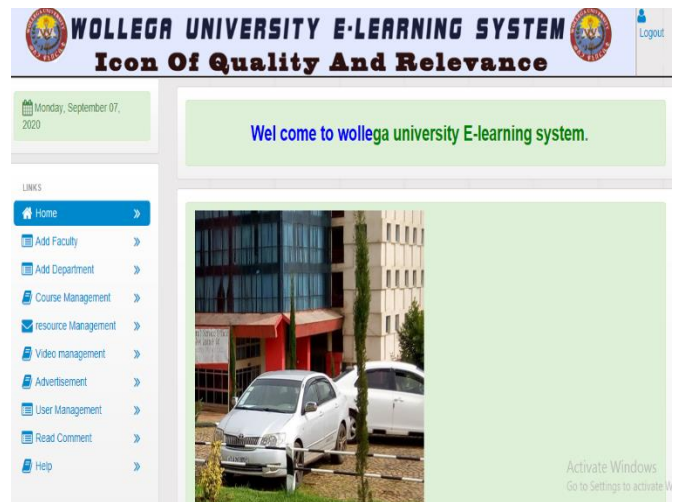 WOLLEGA UNIVERSITY E-LEARNING SYSTEM
Icon Of Quality And Relevance
Logout
Monday, September 07,
2020
Wel come to wollega university E-learning system.
LINKS
Home
Add Faculty
Add Department
Course Management
resource Management
Video management
Advertisement
User Management
Read Comment
Help
Activate Windows
Go to Settings to activate W